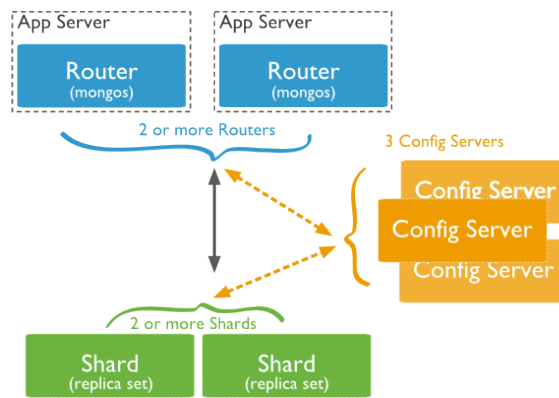 App Server
App Server
Router
(mongos)
Router
(mongos)
2 or more Routers
3 Config Servers
Config Server
Config Server
Config Server
2 or more Shards
Shard
(replica set)
Shard
(replica set)